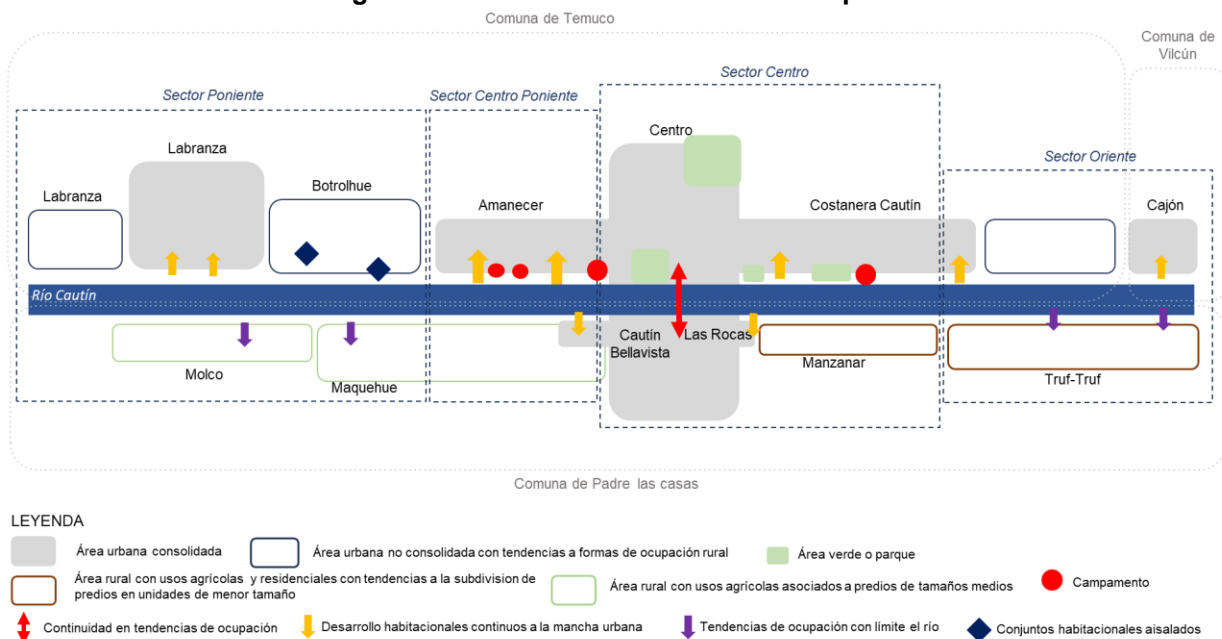 Comuna de Temuco
Comuna de
Vilcún
Sector Poniente
Sector Centro Poniente
Sector Centro
Sector Oriente
Labranza
Labranza
Botrolhue
Amanecer
Centro
Costanera Cautín
Cajón
Río Cautín
Molco
Maquehue
Cautín
Bellavista
Las Rocas
Manzanar
Truf-Truf
Comuna de Padre las casas
LEYENDA
Área urbana consolidada
Área urbana no consolidada con tendencias a formas de ocupación rural
Área verde o parque
Área rural con usos agrícolas y residenciales con tendencias a la subdivision de
predios en unidades de menor tamaño
Área rural con usos agrícolas asociados a predios de tamaños medios
Campamento
Continuidad en tendencias de ocupación
Desarrollo habitacionales continuos a la mancha urbana
Tendencias de ocupación con límite el río
Conjuntos habitacionales aisalados